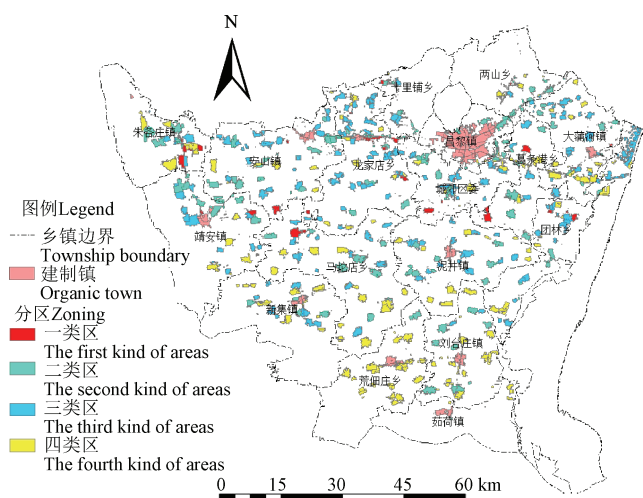 N
两山乡
十里铺乡
朱各庄镇
昌黎镇
大蒲河镇
安山镇
龙家店乡
葛条港乡
城郊区委
团林乡
靖安镇
马坨店乡
泥井镇
新集镇
刘台庄镇
荒佃庄乡
茹荷镇
图例Legend
乡镇边界
Township boundary
建制镇
Organic town
分区Zoning
一类区
The first kind of areas
二类区
The second kind of areas
三类区
The third kind of areas
四类区
The fourth kind of areas
0 15 30 45 60 km